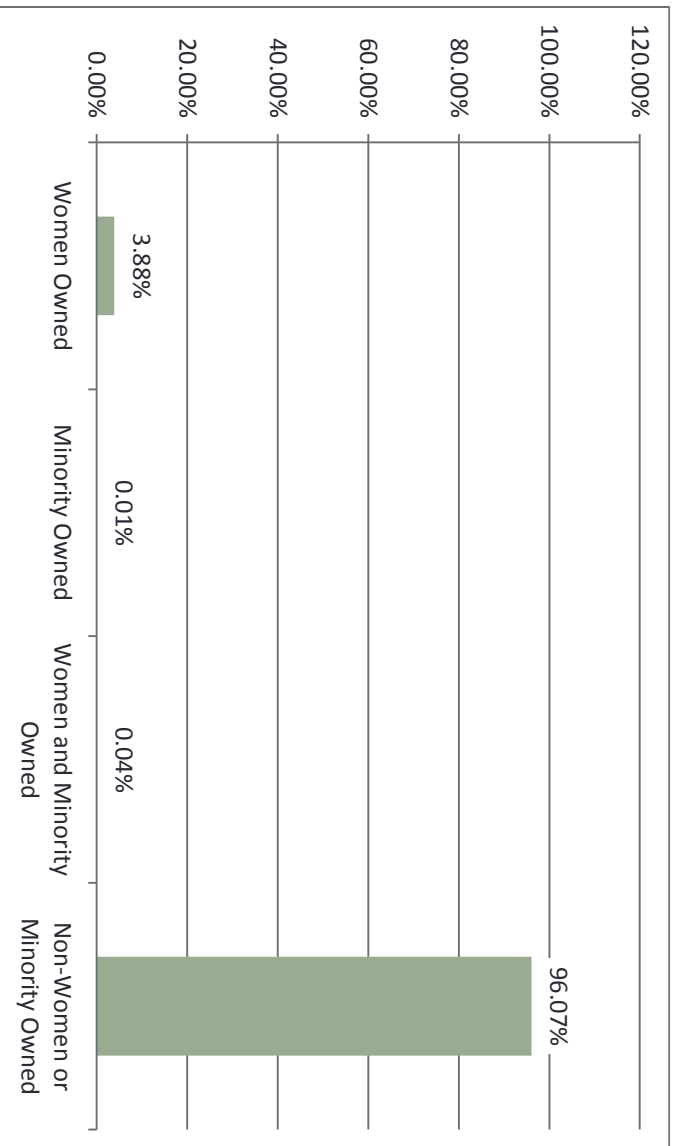 120.00%
100.00%
80.00%
60.00%
40.00%
20.00%
0.00%
3.88%
0.01%
0.04%
96.07%
Women Owned
Minority Owned
Women and Minority
Owned
Non-Women or
Minority Owned